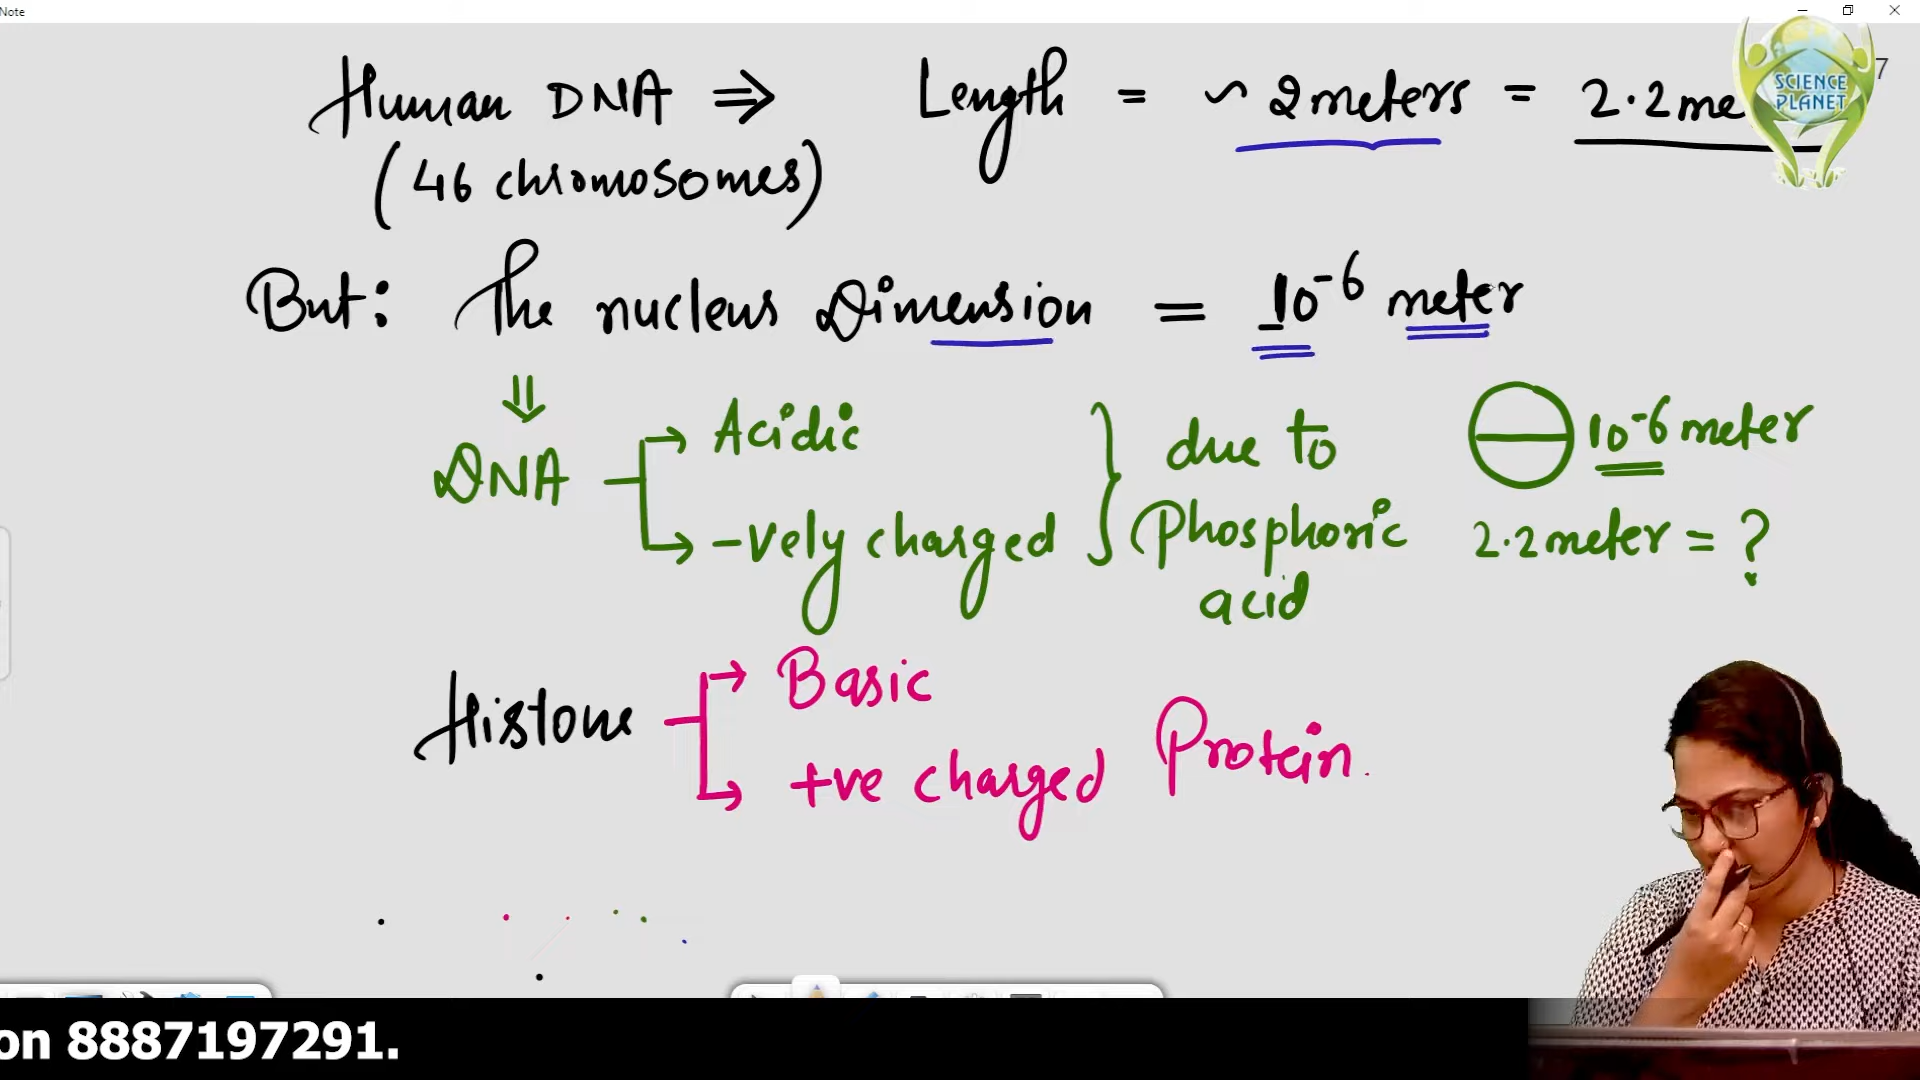 Note
Human DNA ⇒ Length = ~ 2 meters = 2.2 me
(46 chromosomes)
SCIENCE
PLANET
7
But: The nucleus Dimension = 10⁻⁶ meter
⇓
DNA → Acidic
→ -vely charged
} due to
Phosphoric
acid
10⁻⁶ meter
2.2 meter = ?
Histone → Basic
→ +ve charged
Protein.
on 8887197291.